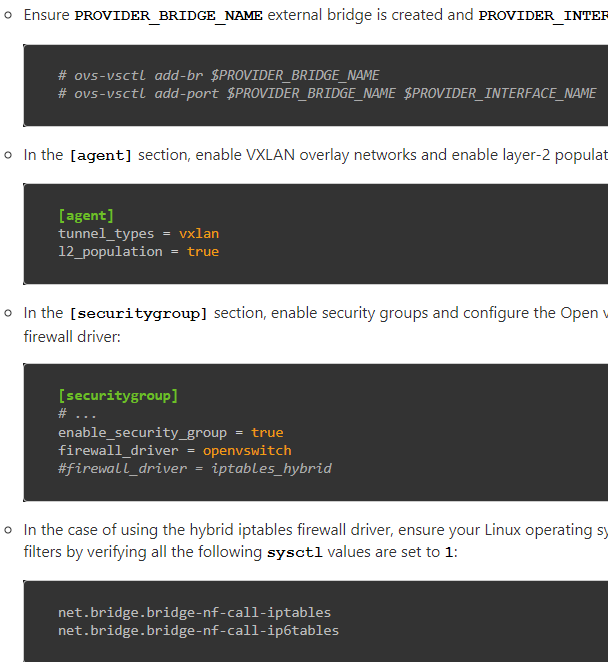 Ensure PROVIDER_BRIDGE_NAME external bridge is created and PROVIDER_INTER
# ovs-vsctl add-br $PROVIDER_BRIDGE_NAME
# ovs-vsctl add-port $PROVIDER_BRIDGE_NAME $PROVIDER_INTERFACE_NAME
In the [agent] section, enable VXLAN overlay networks and enable layer-2 populat
[agent]
tunnel_types = vxlan
l2_population = true
In the [securitygroup] section, enable security groups and configure the Open v
firewall driver:
[securitygroup]
# ...
enable_security_group = true
firewall_driver = openvswitch
#firewall_driver = iptables_hybrid
In the case of using the hybrid iptables firewall driver, ensure your Linux operating sy
filters by verifying all the following sysctl values are set to 1:
net.bridge.bridge-nf-call-iptables
net.bridge.bridge-nf-call-ip6tables